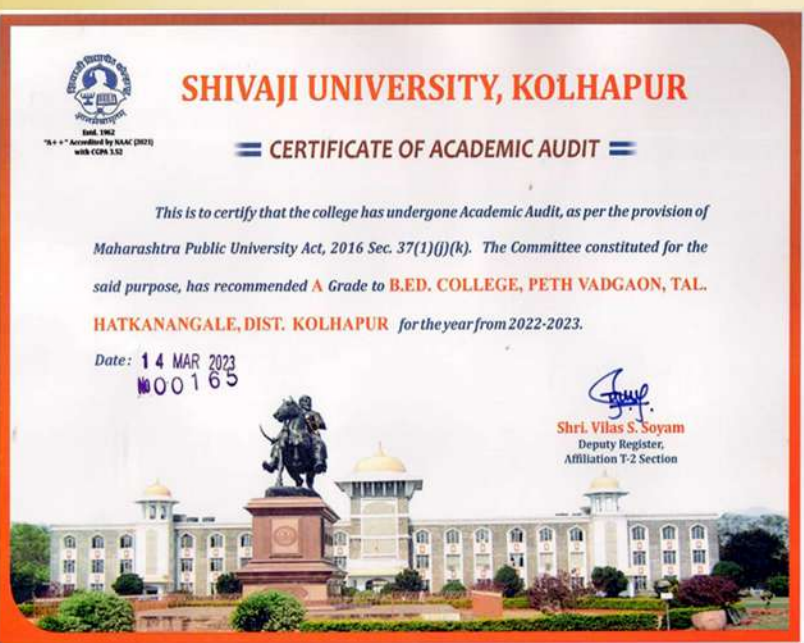 SHIVAJI UNIVERSITY, KOLHAPUR
Estd. 1962
"A++" Accredited by NAAC (2021)
with CGPA 3.52
CERTIFICATE OF ACADEMIC AUDIT
This is to certify that the college has undergone Academic Audit, as per the provision of
Maharashtra Public University Act, 2016 Sec. 37(1)(j)(k). The Committee constituted for the
said purpose, has recommended A Grade to B.ED. COLLEGE, PETH VADGAON, TAL.
HATKANANGALE, DIST. KOLHAPUR for the year from 2022-2023.
Date: 14 MAR 2023
No 00165
Shri. Vilas S. Soyam
Deputy Register,
Affiliation T-2 Section